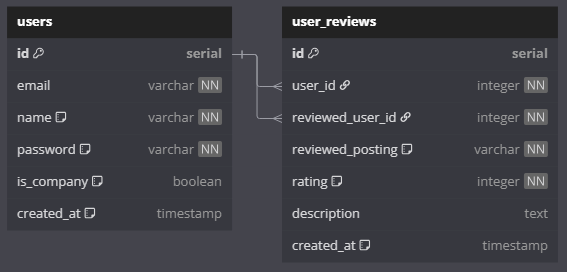 users
id serial
email varchar NN
name varchar NN
password varchar NN
is_company boolean
created_at timestamp
user_reviews
id serial
user_id integer NN
reviewed_user_id integer NN
reviewed_posting varchar NN
rating integer NN
description text
created_at timestamp